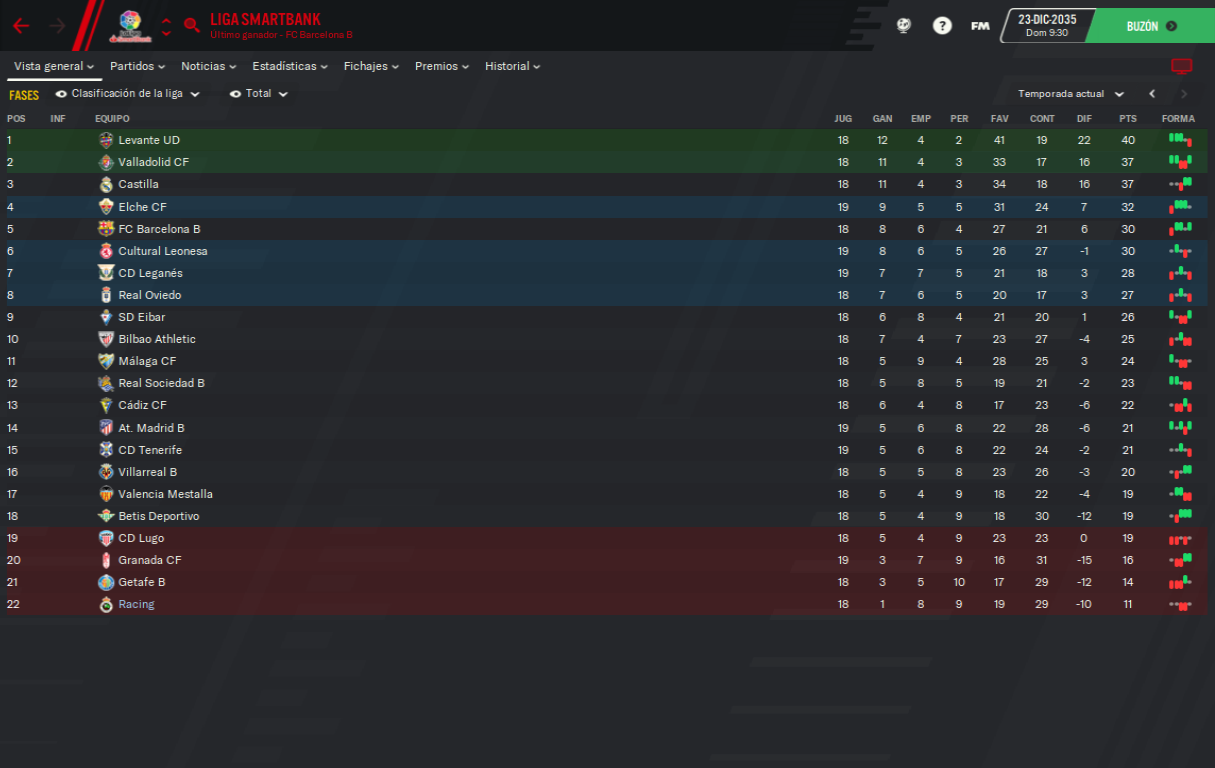 LIGA SMARTBANK
Último ganador - FC Barcelona B
? FM 23-DIC-2035
Dom 9:30
BUZÓN
Vista general Partidos Noticias Estadísticas Fichajes Premios Historial
FASES Clasificación de la liga Total Temporada actual
POS INF EQUIPO JUG GAN EMP PER FAV CONT DIF PTS FORMA
1 Levante UD 18 12 4 2 41 19 22 40
2 Valladolid CF 18 11 4 3 33 17 16 37
3 Castilla 18 11 4 3 34 18 16 37
4 Elche CF 19 9 5 5 31 24 7 32
5 FC Barcelona B 18 8 6 4 27 21 6 30
6 Cultural Leonesa 19 8 6 5 26 27 -1 30
7 CD Leganés 19 7 7 5 21 18 3 28
8 Real Oviedo 18 7 6 5 20 17 3 27
9 SD Eibar 18 6 8 4 21 20 1 26
10 Bilbao Athletic 18 7 4 7 23 27 -4 25
11 Málaga CF 18 5 9 4 28 25 3 24
12 Real Sociedad B 18 5 8 5 19 21 -2 23
13 Cádiz CF 18 6 4 8 17 23 -6 22
14 At. Madrid B 19 5 6 8 22 28 -6 21
15 CD Tenerife 19 5 6 8 22 24 -2 21
16 Villarreal B 18 5 5 8 23 26 -3 20
17 Valencia Mestalla 18 5 4 9 18 22 -4 19
18 Betis Deportivo 18 5 4 9 18 30 -12 19
19 CD Lugo 18 5 4 9 23 23 0 19
20 Granada CF 19 3 7 9 16 31 -15 16
21 Getafe B 18 3 5 10 17 29 -12 14
22 Racing 18 1 8 9 19 29 -10 11